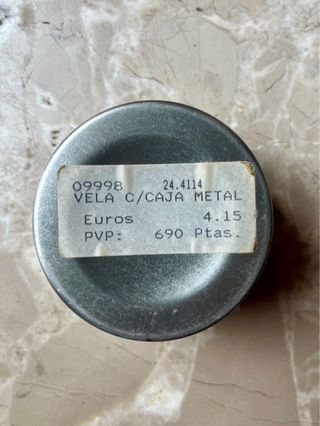 09998 24.4114
VELA C/CAJA METAL
Euros 4.15
PVP: 690 Ptas.